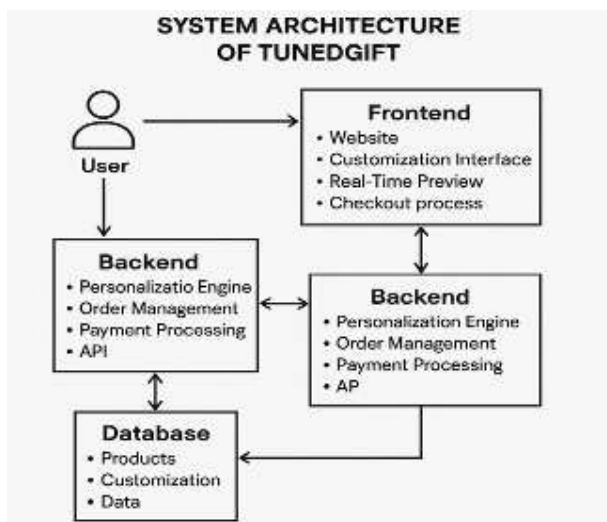 SYSTEM ARCHITECTURE
OF TUNEDGIFT
User
Frontend
• Website
• Customization Interface
• Real-Time Preview
• Checkout process
Backend
• Personalizatio Engine
• Order Management
• Payment Processing
• API
Backend
• Personalization Engine
• Order Management
• Payment Processing
• AP
Database
• Products
• Customization
• Data